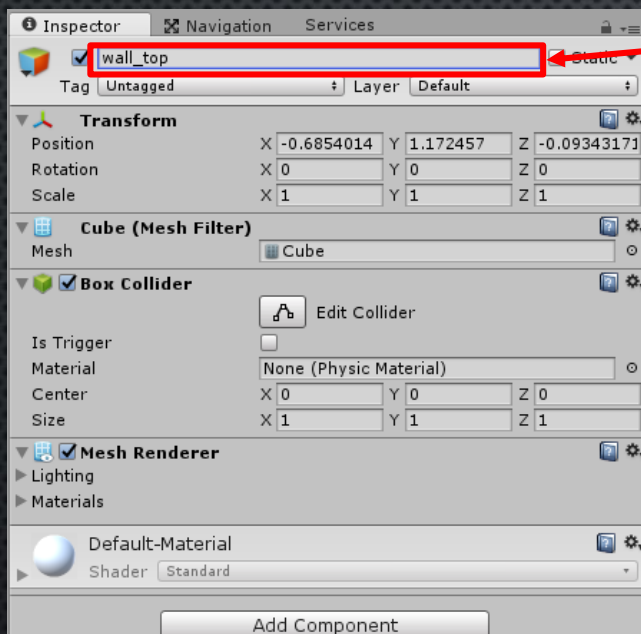 Inspector Navigation Services
wall_top Static
Tag Untagged Layer Default
Transform
Position X -0.6854014 Y 1.172457 Z -0.09343171
Rotation X 0 Y 0 Z 0
Scale X 1 Y 1 Z 1
Cube (Mesh Filter)
Mesh Cube
Box Collider
Edit Collider
Is Trigger
Material None (Physic Material)
Center X 0 Y 0 Z 0
Size X 1 Y 1 Z 1
Mesh Renderer
Lighting
Materials
Default-Material
Shader Standard
Add Component